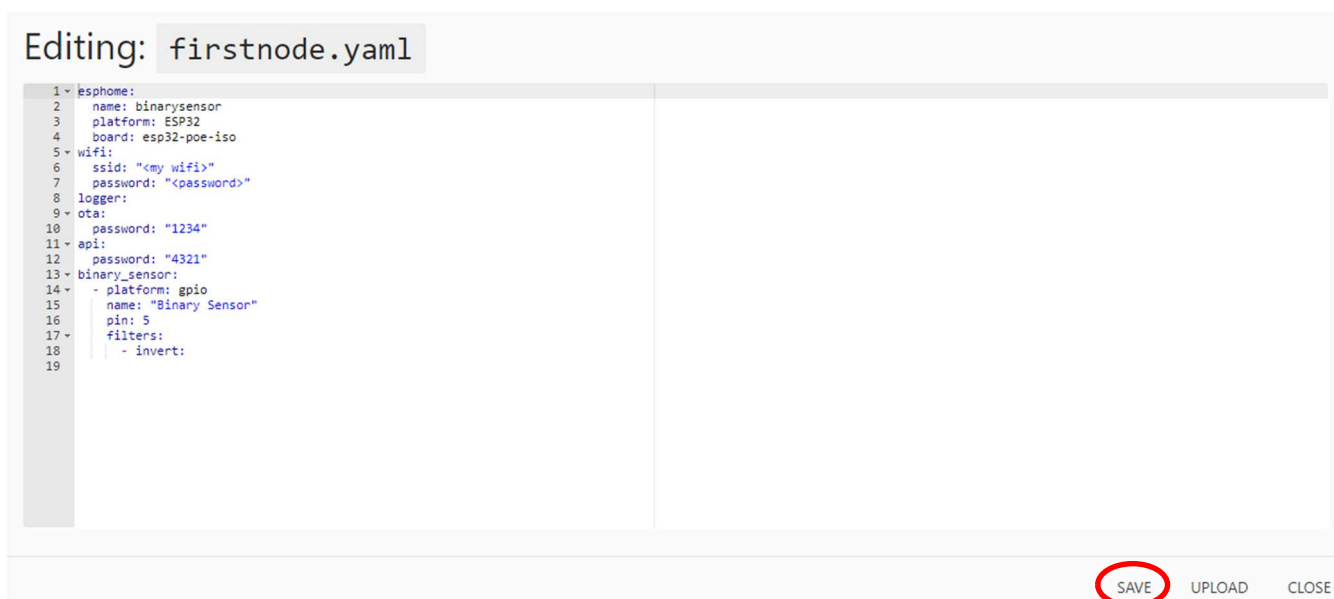 Editing: firstnode.yaml
1 esphome:
2   name: binarysensor
3   platform: ESP32
4   board: esp32-poe-iso
5 wifi:
6   ssid: "<my wifi>"
7   password: "<password>"
8 logger:
9 ota:
10   password: "1234"
11 api:
12   password: "4321"
13 binary_sensor:
14   - platform: gpio
15     name: "Binary Sensor"
16     pin: 5
17     filters:
18       - invert:
19
SAVE UPLOAD CLOSE